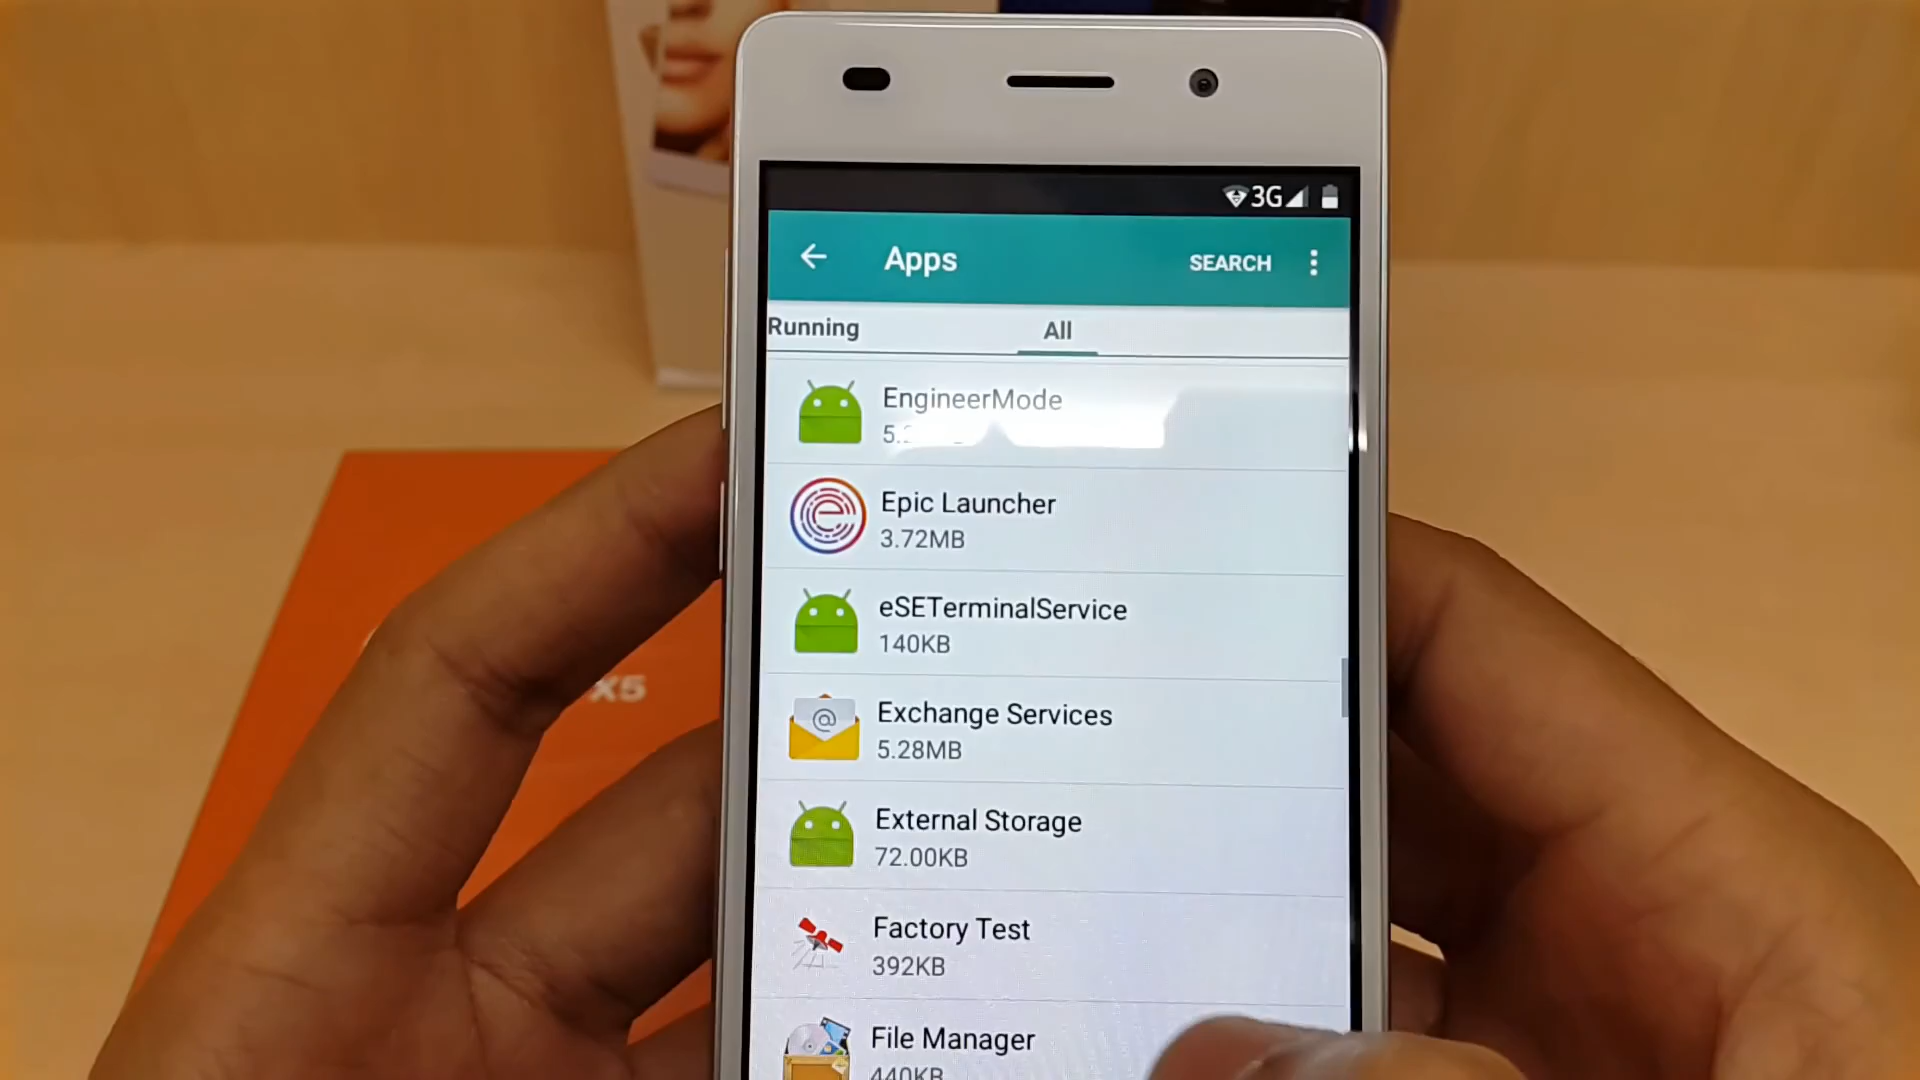 3G
Apps
SEARCH
Running
All
EngineerMode
Epic Launcher
3.72MB
eSETerminalService
140KB
Exchange Services
5.28MB
External Storage
72.00KB
Factory Test
392KB
File Manager
440KB
X5